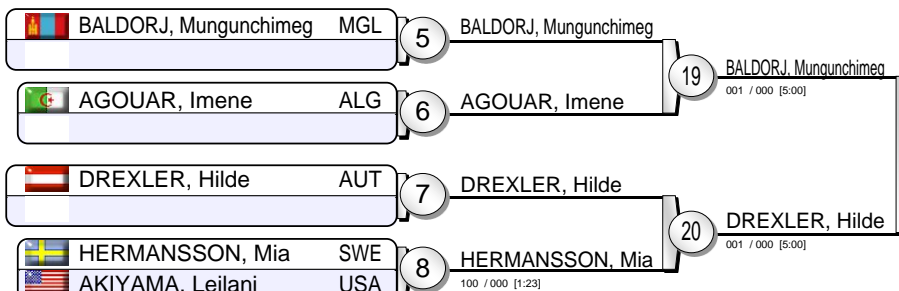 BALDORJ, Mungunchimeg MGL
5
BALDORJ, Mungunchimeg
AGOUAR, Imene ALG
6
AGOUAR, Imene
19
BALDORJ, Mungunchimeg
001 / 000 [5:00]
DREXLER, Hilde AUT
7
DREXLER, Hilde
HERMANSSON, Mia SWE
AKIYAMA, Leilani USA
8
HERMANSSON, Mia
100 / 000 [1:23]
20
DREXLER, Hilde
001 / 000 [5:00]